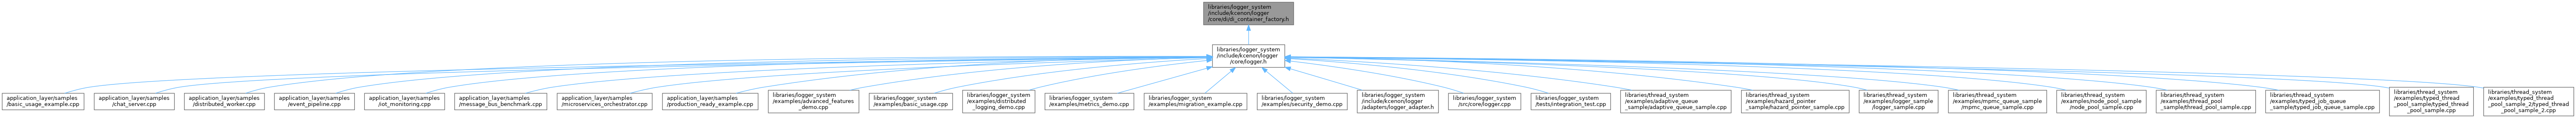 libraries/logger_system
/include/kcenon/logger
/core/di/di_container_factory.h
libraries/logger_system
/include/kcenon/logger
/core/logger.h
application_layer/samples
/basic_usage_example.cpp
application_layer/samples
/chat_server.cpp
application_layer/samples
/distributed_worker.cpp
application_layer/samples
/event_pipeline.cpp
application_layer/samples
/iot_monitoring.cpp
application_layer/samples
/message_bus_benchmark.cpp
application_layer/samples
/microservices_orchestrator.cpp
application_layer/samples
/production_ready_example.cpp
libraries/logger_system
/examples/advanced_features
_demo.cpp
libraries/logger_system
/examples/basic_usage.cpp
libraries/logger_system
/examples/distributed
_logging_demo.cpp
libraries/logger_system
/examples/metrics_demo.cpp
libraries/logger_system
/examples/migration_example.cpp
libraries/logger_system
/examples/security_demo.cpp
libraries/logger_system
/include/kcenon/logger
/adapters/logger_adapter.h
libraries/logger_system
/src/core/logger.cpp
libraries/logger_system
/tests/integration_test.cpp
libraries/thread_system
/examples/adaptive_queue
_sample/adaptive_queue_sample.cpp
libraries/thread_system
/examples/hazard_pointer
_sample/hazard_pointer_sample.cpp
libraries/thread_system
/examples/logger_sample
/logger_sample.cpp
libraries/thread_system
/examples/mpmc_queue_sample
/mpmc_queue_sample.cpp
libraries/thread_system
/examples/node_pool_sample
/node_pool_sample.cpp
libraries/thread_system
/examples/thread_pool
_sample/thread_pool_sample.cpp
libraries/thread_system
/examples/typed_job_queue
_sample/typed_job_queue_sample.cpp
libraries/thread_system
/examples/typed_thread
_pool_sample/typed_thread
_pool_sample.cpp
libraries/thread_system
/examples/typed_thread
_pool_sample_2/typed_thread
_pool_sample_2.cpp